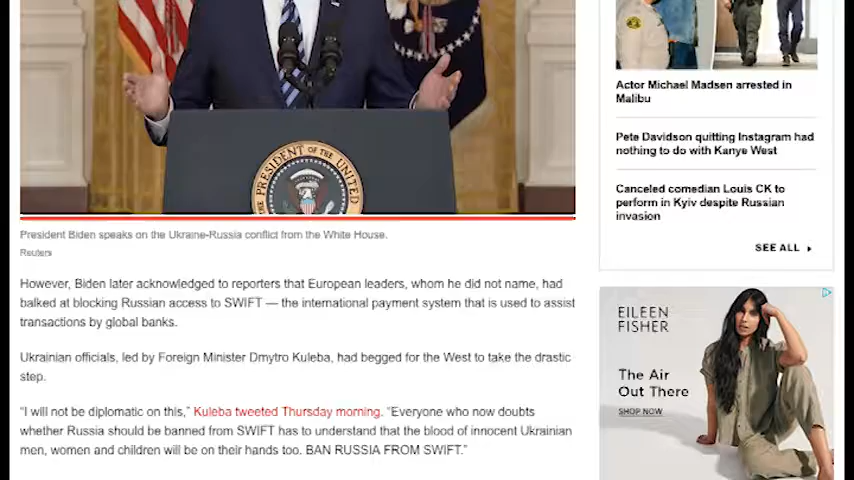 PRESIDENT OF THE UNITED
President Biden speaks on the Ukraine-Russia conflict from the White House.
Reuters
However, Biden later acknowledged to reporters that European leaders, whom he did not name, had
balked at blocking Russian access to SWIFT — the international payment system that is used to assist
transactions by global banks.
Ukrainian officials, led by Foreign Minister Dmytro Kuleba, had begged for the West to take the drastic
step.
“I will not be diplomatic on this,” Kuleba tweeted Thursday morning. “Everyone who now doubts
whether Russia should be banned from SWIFT has to understand that the blood of innocent Ukrainian
men, women and children will be on their hands too. BAN RUSSIA FROM SWIFT.”
Actor Michael Madsen arrested in
Malibu
Pete Davidson quitting Instagram had
nothing to do with Kanye West
Canceled comedian Louis CK to
perform in Kyiv despite Russian
invasion
SEE ALL
EILEEN
FISHER
The Air
Out There
SHOP NOW